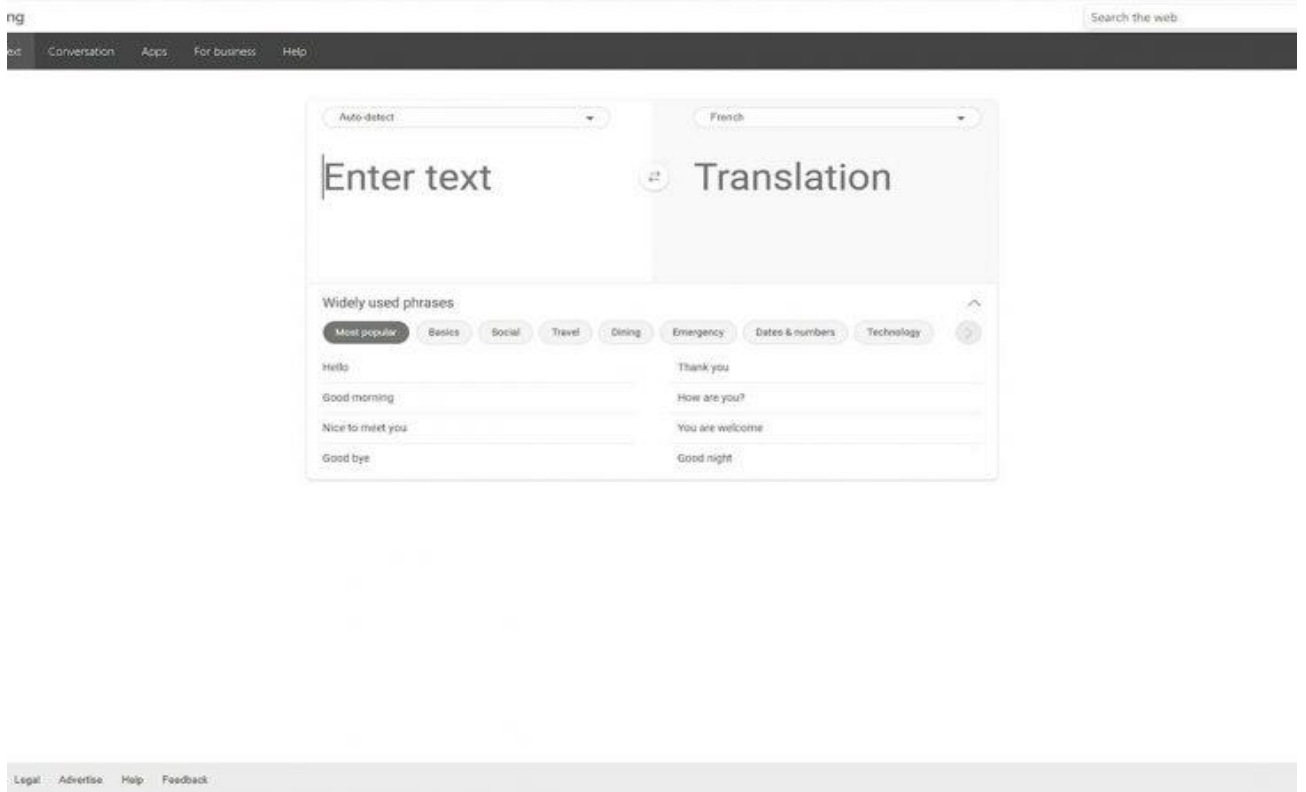 ng
Search the web
ext Conversation Apps For business Help
Auto-detect French
Enter text Translation
Widely used phrases
Most popular Basics Social Travel Dining Emergency Dates & numbers Technology
Hello Thank you
Good morning How are you?
Nice to meet you You are welcome
Good bye Good night
Legal Advertise Help Feedback